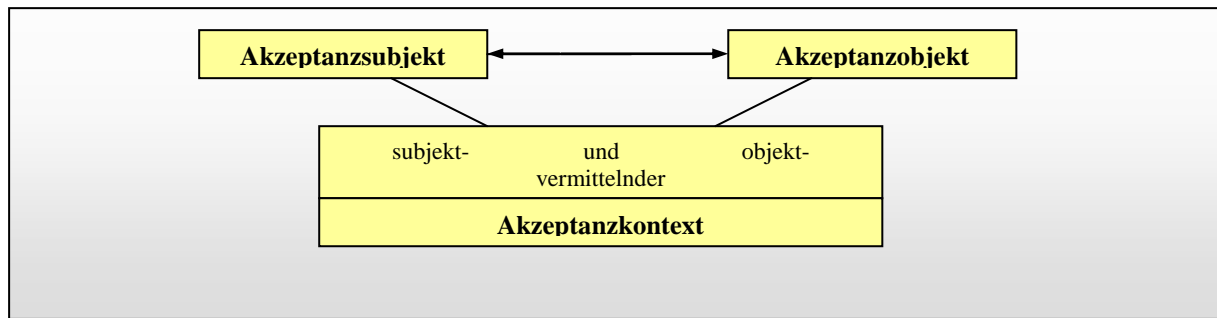 Akzeptanzsubjekt Akzeptanzobjekt
subjekt- und objekt-
vermittelnder
Akzeptanzkontext